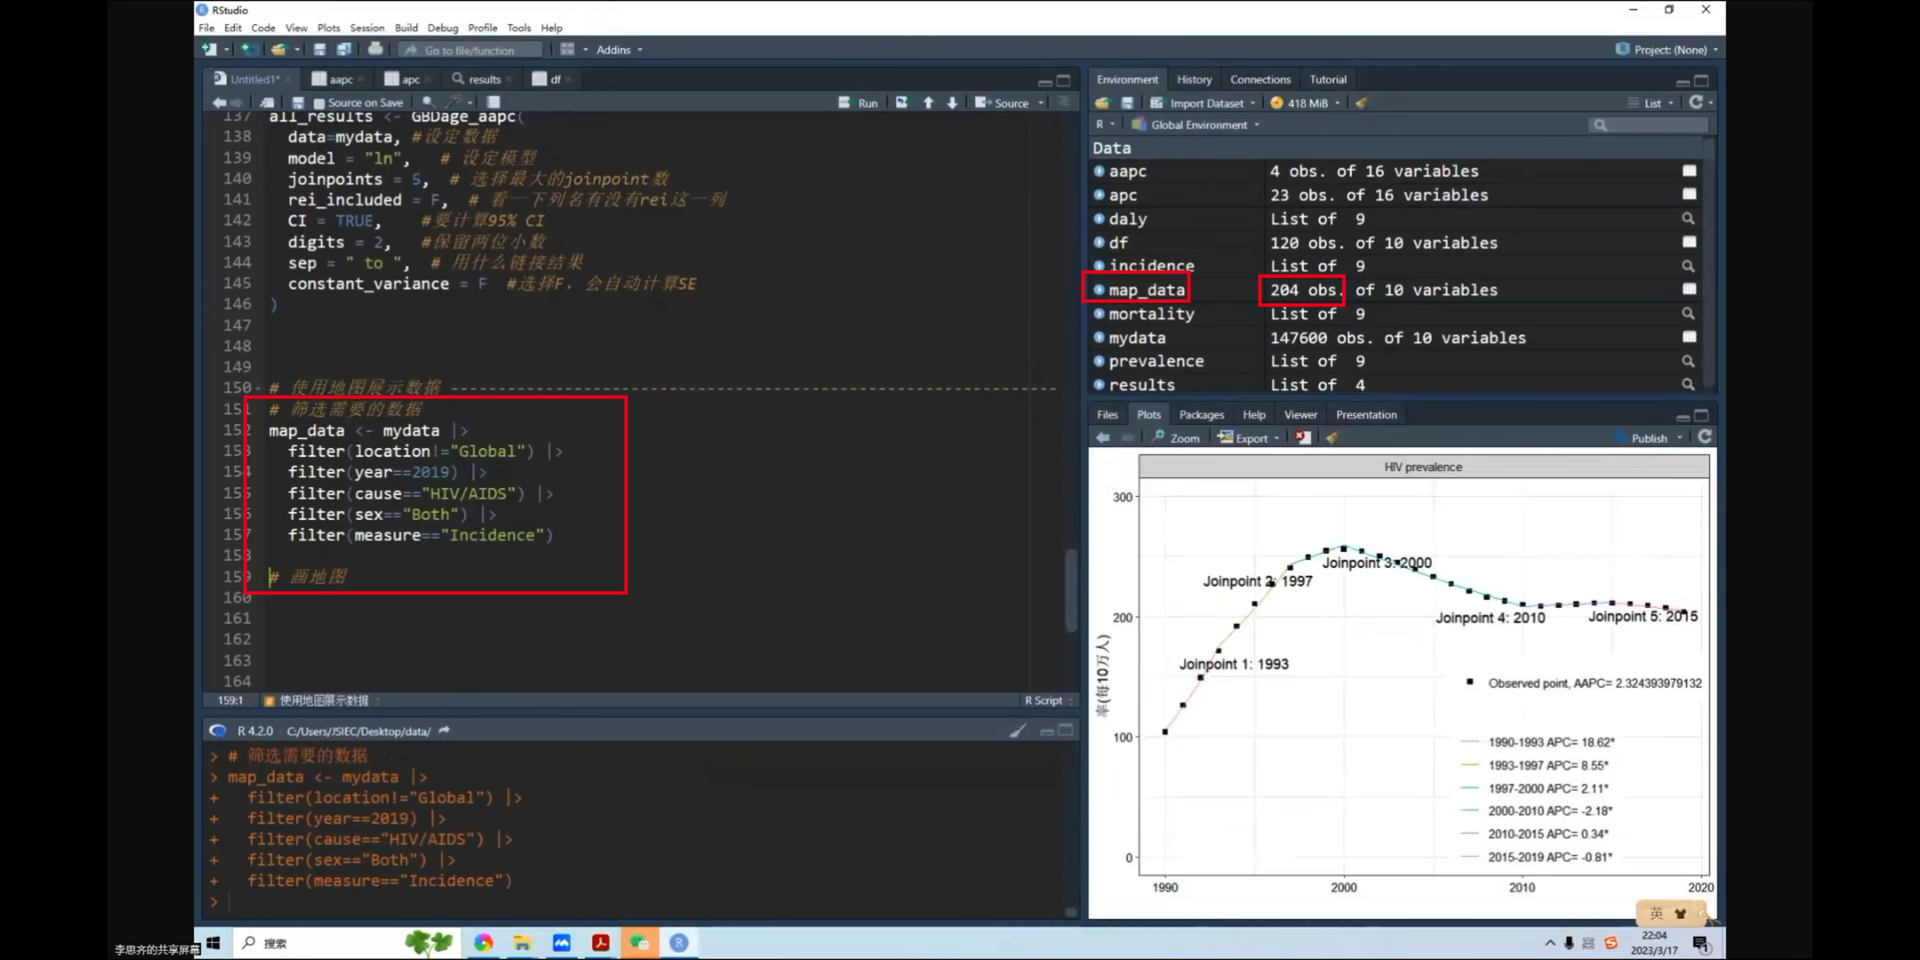 RStudio
File Edit Code View Plots Session Build Debug Profile Tools Help
Go to file/function Addins Project: (None)
Untitled1* aapc apc results df
Source on Save Run Source
137 all_results <- GBDage_aapc(
138 data=mydata, #设定数据
139 model = "ln", # 设定模型
140 joinpoints = 5, # 选择最大的joinpoint数
141 rei_included = F, # 看一下列名有没有rei这一列
142 CI = TRUE, #要计算95% CI
143 digits = 2, #保留两位小数
144 sep = " to ", # 用什么链接结果
145 constant_variance = F #选择F，会自动计算SE
146 )
147
148
149
150 # 使用地图展示数据 ----------------------------------------------------------------
151 # 筛选需要的数据
152 map_data <- mydata |>
153 filter(location!="Global") |>
154 filter(year==2019) |>
155 filter(cause=="HIV/AIDS") |>
156 filter(sex=="Both") |>
157 filter(measure=="Incidence")
158
159 # 画地图
160
161
162
163
164
159:1 使用地图展示数据 R Script
R 4.2.0 C:/Users/JSIEC/Desktop/data/
> # 筛选需要的数据
> map_data <- mydata |>
+ filter(location!="Global") |>
+ filter(year==2019) |>
+ filter(cause=="HIV/AIDS") |>
+ filter(sex=="Both") |>
+ filter(measure=="Incidence")
>
Environment History Connections Tutorial
Import Dataset 418 MiB List
R Global Environment
Data
aapc 4 obs. of 16 variables
apc 23 obs. of 16 variables
daly List of 9
df 120 obs. of 10 variables
incidence List of 9
map_data 204 obs. of 10 variables
mortality List of 9
mydata 147600 obs. of 10 variables
prevalence List of 9
results List of 4
Files Plots Packages Help Viewer Presentation
Zoom Export Publish
HIV prevalence
300
200
100
0
率(每10万人)
Joinpoint 1: 1993
Joinpoint 2: 1997
Joinpoint 3: 2000
Joinpoint 4: 2010
Joinpoint 5: 2015
Observed point, AAPC= 2.324393979132
1990-1993 APC= 18.62*
1993-1997 APC= 8.55*
1997-2000 APC= 2.11*
2000-2010 APC= -2.18*
2010-2015 APC= 0.34*
2015-2019 APC= -0.81*
1990 2000 2010 2020
英
李思齐的共享屏幕
搜索
22:04
2023/3/17